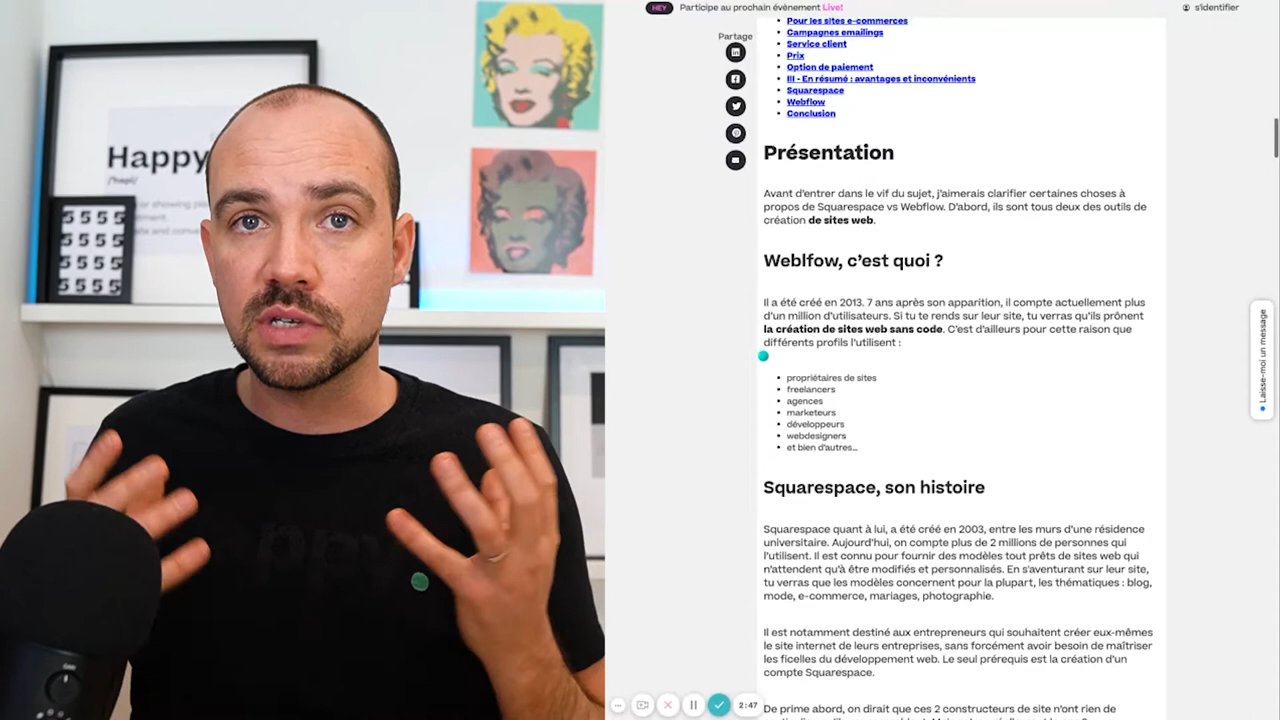 HEY Participe au prochain évènement Live!
s'identifier
Partage
Pour les sites e-commerces
Campagnes emailings
Service client
Prix
Option de paiement
III - En résumé : avantages et inconvénients
Squarespace
Webflow
Conclusion
Présentation
Avant d'entrer dans le vif du sujet, j'aimerais clarifier certaines choses à
propos de Squarespace vs Webflow. D'abord, ils sont tous deux des outils de
création de sites web.
Weblfow, c'est quoi ?
Il a été créé en 2013. 7 ans après son apparition, il compte actuellement plus
d'un million d'utilisateurs. Si tu te rends sur leur site, tu verras qu'ils prônent
la création de sites web sans code. C'est d'ailleurs pour cette raison que
différents profils l'utilisent :
propriétaires de sites
freelancers
agences
marketeurs
développeurs
webdesigners
et bien d'autres...
Squarespace, son histoire
Squarespace quant à lui, a été créé en 2003, entre les murs d'une résidence
universitaire. Aujourd'hui, on compte plus de 2 millions de personnes qui
l'utilisent. Il est connu pour fournir des modèles tout prêts de sites web qui
n'attendent qu'à être modifiés et personnalisés. En s'aventurant sur leur site,
tu verras que les modèles concernent pour la plupart, les thématiques : blog,
mode, e-commerce, mariages, photographie.
Il est notamment destiné aux entrepreneurs qui souhaitent créer eux-mêmes
le site internet de leurs entreprises, sans forcément avoir besoin de maîtriser
les ficelles du développement web. Le seul prérequis est la création d'un
compte Squarespace.
De prime abord, on dirait que ces 2 constructeurs de site n'ont rien de
Laisse-moi un message
2:47
Happy
5555
5555
5555
5555